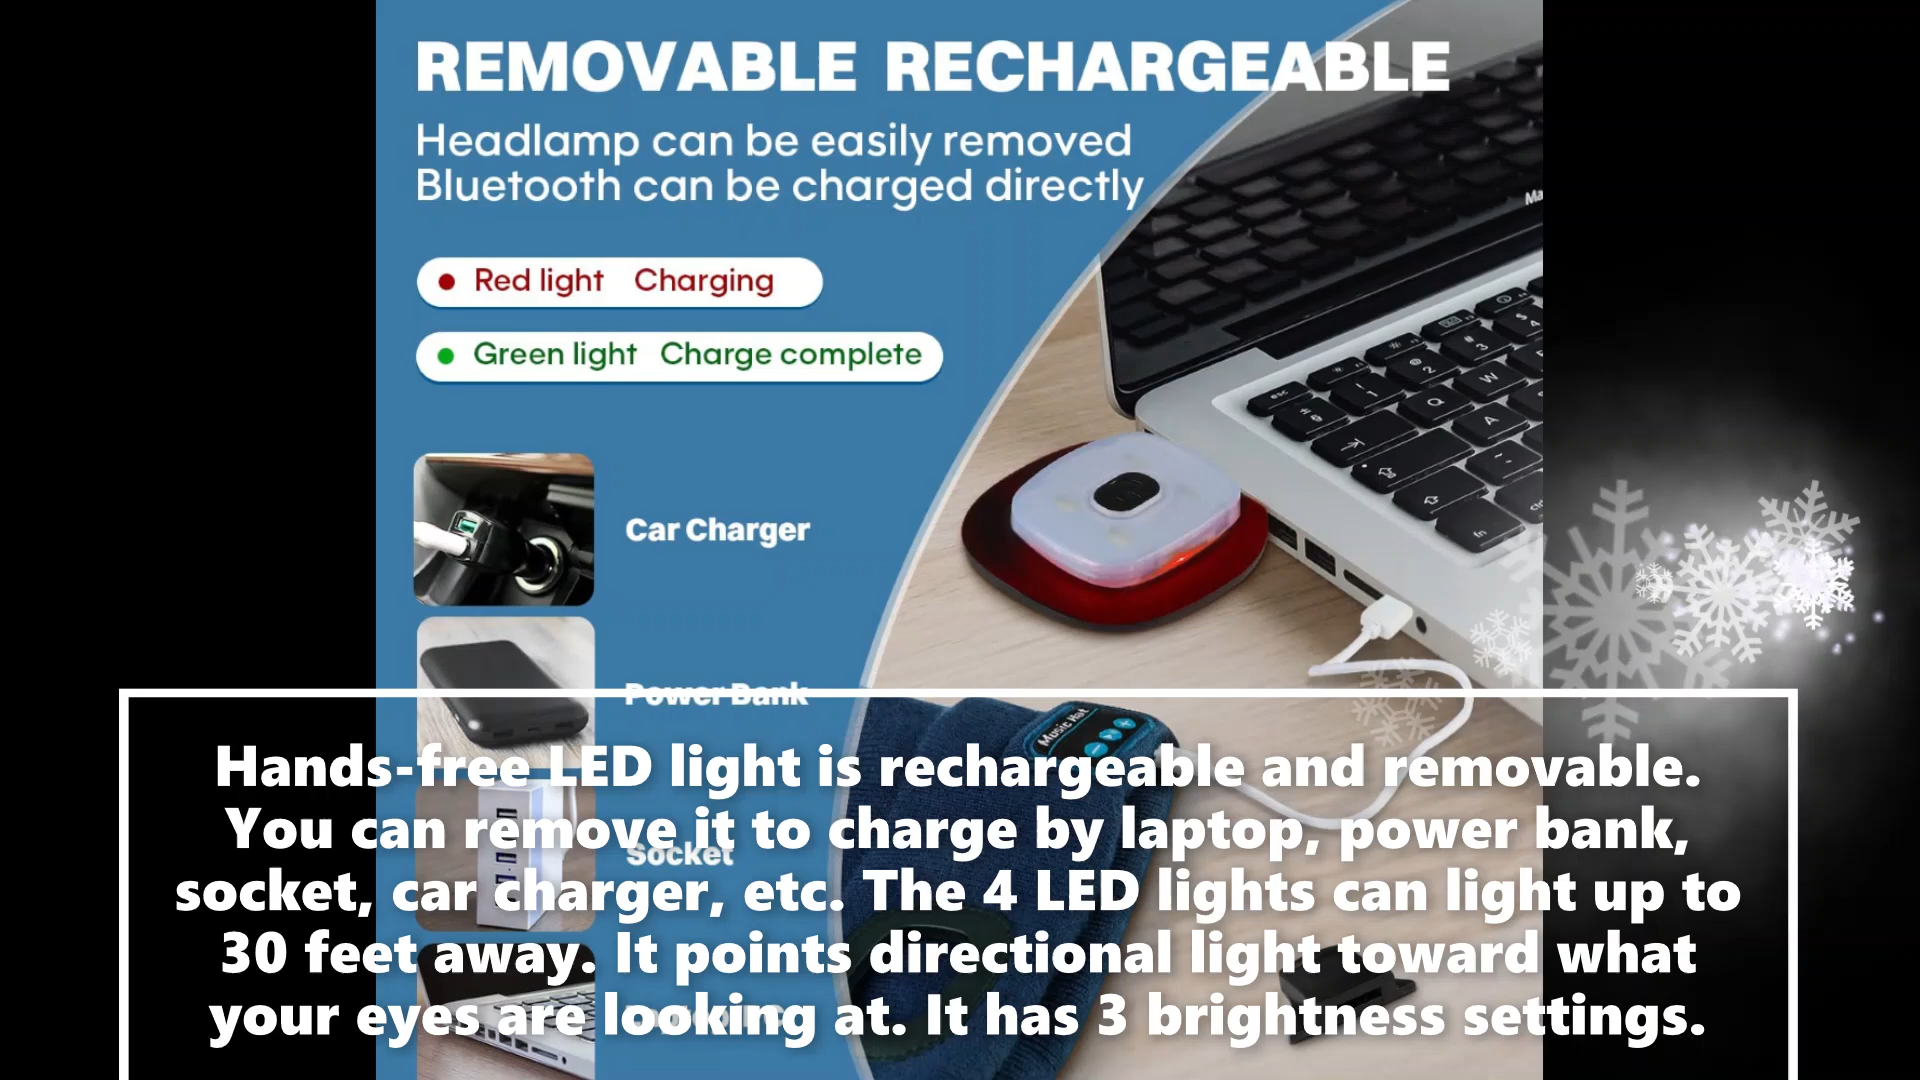 REMOVABLE RECHARGEABLE
Headlamp can be easily removed
Bluetooth can be charged directly
Red light Charging
Green light Charge complete
Car Charger
Power Bank
Socket
Music Hat
esc
Q
W
A
fn
Hands-free LED light is rechargeable and removable.
You can remove it to charge by laptop, power bank,
socket, car charger, etc. The 4 LED lights can light up to
30 feet away. It points directional light toward what
your eyes are looking at. It has 3 brightness settings.